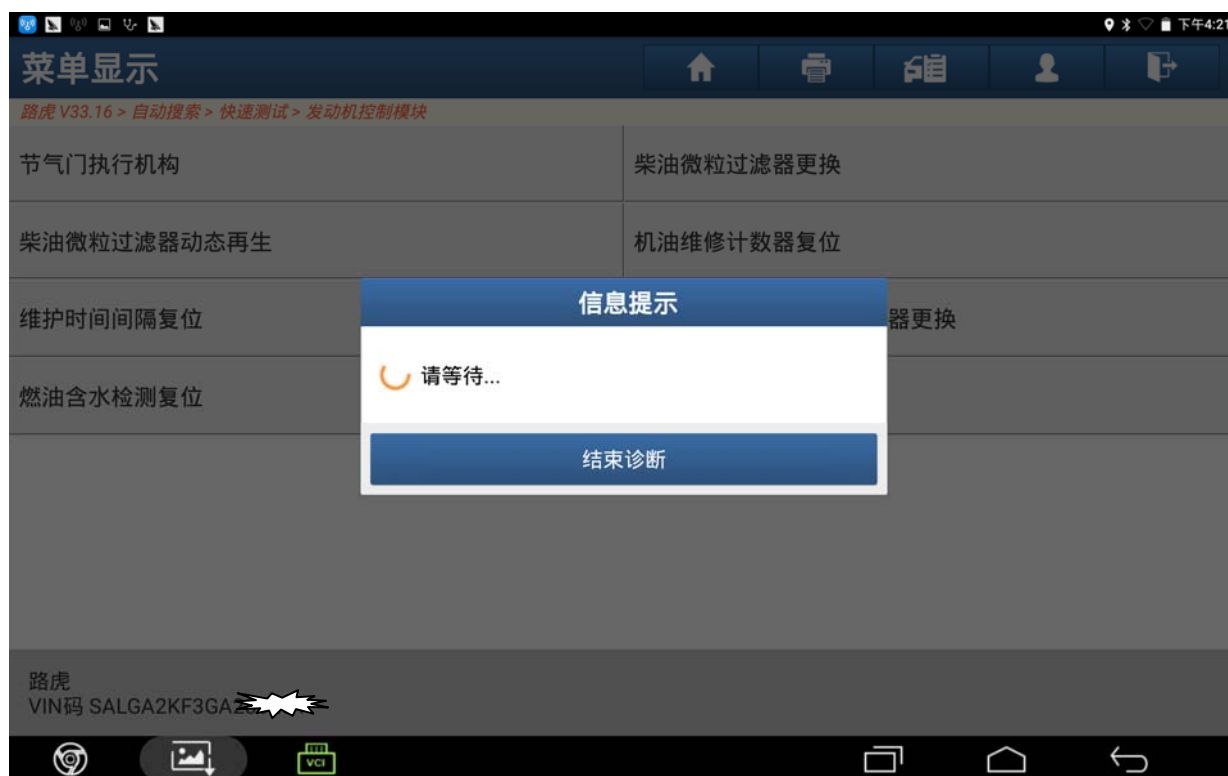 下午4:21
菜单显示
路虎 V33.16 > 自动搜索 > 快速测试 > 发动机控制模块
节气门执行机构
柴油微粒过滤器更换
柴油微粒过滤器动态再生
机油维修计数器复位
维护时间间隔复位
器更换
燃油含水检测复位
信息提示
请等待...
结束诊断
路虎
VIN码 SALGA2KF3GA
VCI